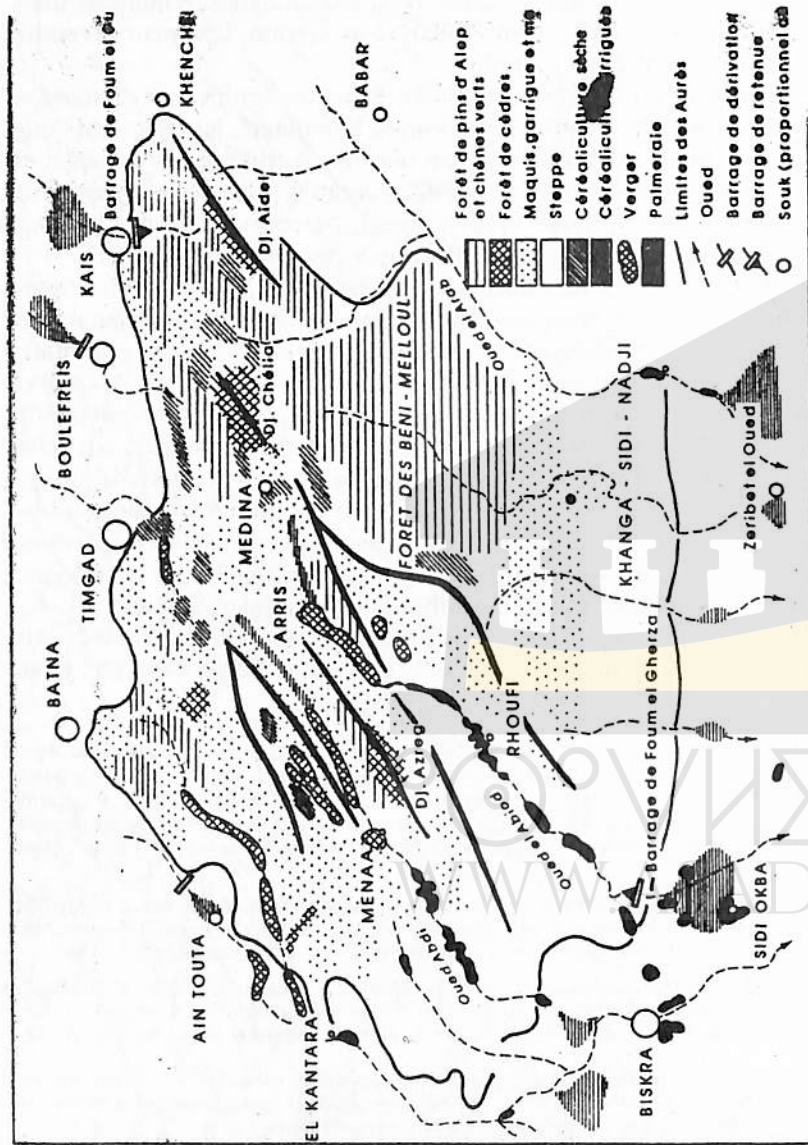 Barrage de Foum el
KHENCHE
KAIS
BABAR
BOULEFREIS
Dj. Aidel
TIMGAD
MEDINA
Dj. Chélia
BATNA
ARRIS
FORET DES BENI-MELLOUL
Oued el Arab
AIN TOUTA
MENAA
Dj. Azreg
RHOUFI
KHANGA - SIDI - NADJI
EL KANTARA
Oued Abdi
Oued el Abiod
Zeribet el Oued
Barrage de Foum el Gherza
BISKRA
SIDI OKBA
Forêt de pins d'Alep
et chênes verts
Forêt de cèdres
Maquis, garrigue et
Steppe
Céréaliculture sèche
Céréaliculture
Verger
Palmeraie
Limites des Aurès
Oued
Barrage de dérivation
Barrage de retenue
Souk (proportionnel